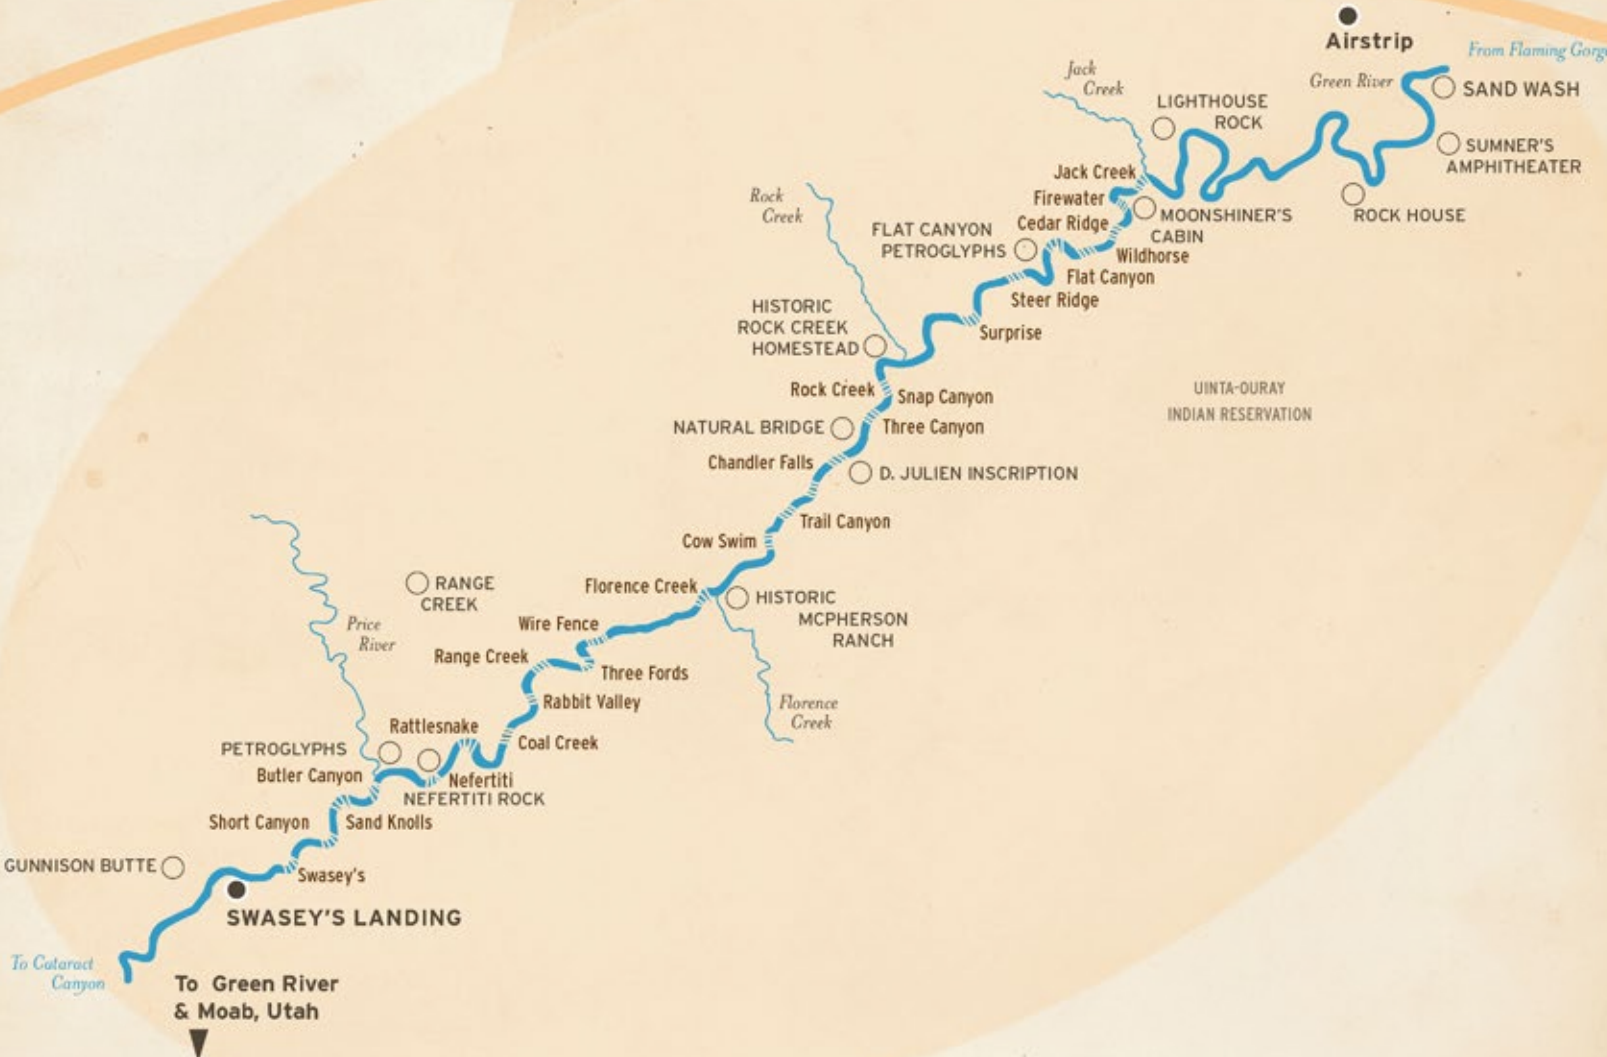 Airstrip
From Flaming Gorge
Green River
SAND WASH
Jack
Creek
LIGHTHOUSE
ROCK
SUMNER'S
AMPHITHEATER
Jack Creek
Firewater
Rock
Creek
MOONSHINER'S
CABIN
ROCK HOUSE
Cedar Ridge
FLAT CANYON
PETROGLYPHS
Wildhorse
Flat Canyon
Steer Ridge
HISTORIC
ROCK CREEK
HOMESTEAD
Surprise
Rock Creek
Snap Canyon
UINTA-OURAY
INDIAN RESERVATION
NATURAL BRIDGE
Three Canyon
Chandler Falls
D. JULIEN INSCRIPTION
Trail Canyon
Cow Swim
RANGE
CREEK
Florence Creek
HISTORIC
MCPHERSON
RANCH
Price
River
Wire Fence
Range Creek
Three Fords
Rabbit Valley
Florence
Creek
Rattlesnake
Coal Creek
PETROGLYPHS
Butler Canyon
Nefertiti
NEFERTITI ROCK
Short Canyon
Sand Knolls
GUNNISON BUTTE
Swasey's
SWASEY'S LANDING
To Cataract
Canyon
To Green River
& Moab, Utah